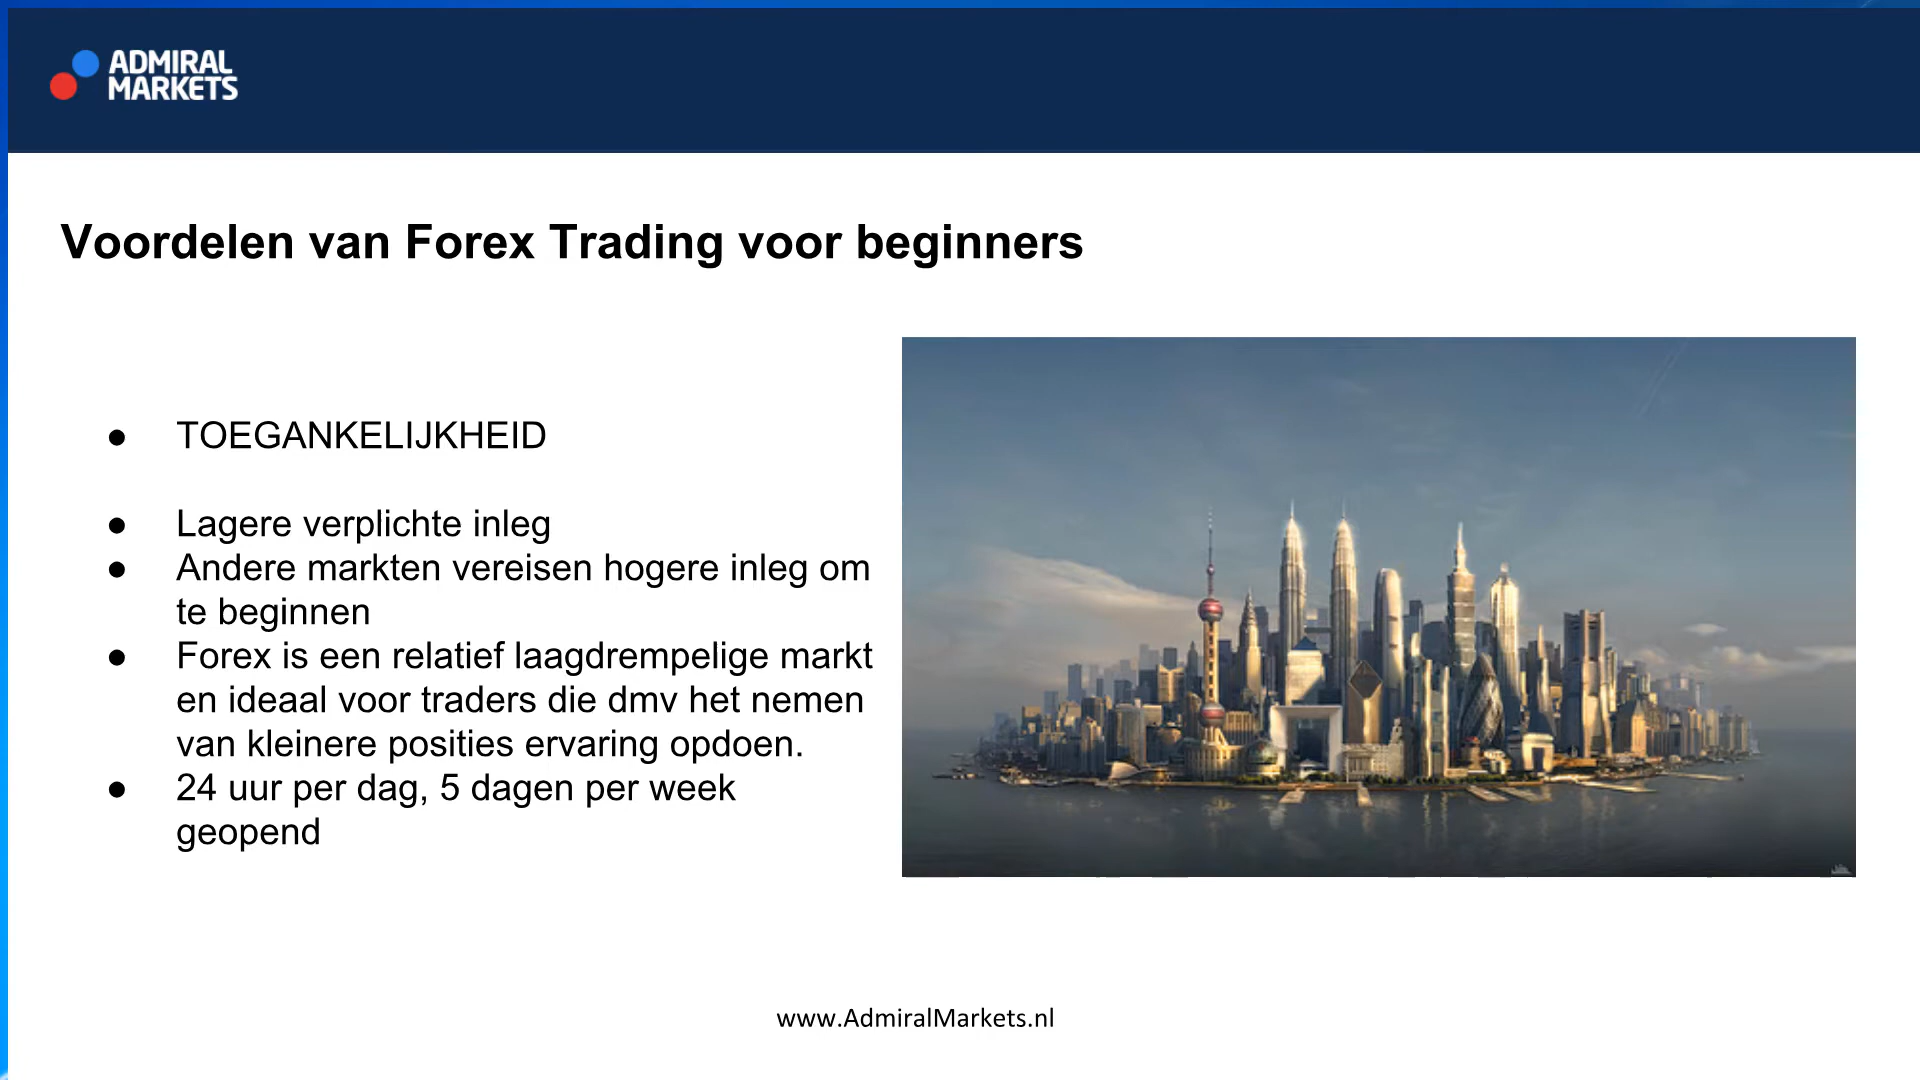 ADMIRAL
MARKETS
Voordelen van Forex Trading voor beginners
● TOEGANKELIJKHEID
● Lagere verplichte inleg
● Andere markten vereisen hogere inleg om
te beginnen
● Forex is een relatief laagdrempelige markt
en ideaal voor traders die dmv het nemen
van kleinere posities ervaring opdoen.
● 24 uur per dag, 5 dagen per week
geopend
www.AdmiralMarkets.nl